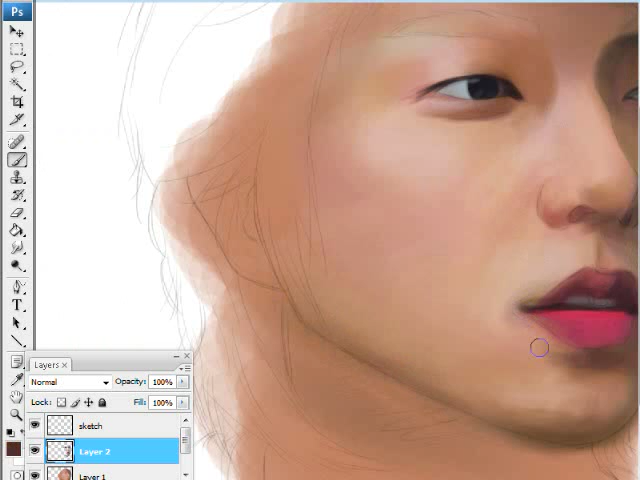 Ps
T
Layers ×
Normal Opacity: 100%
Lock: Fill: 100%
sketch
Layer 2
Layer 1